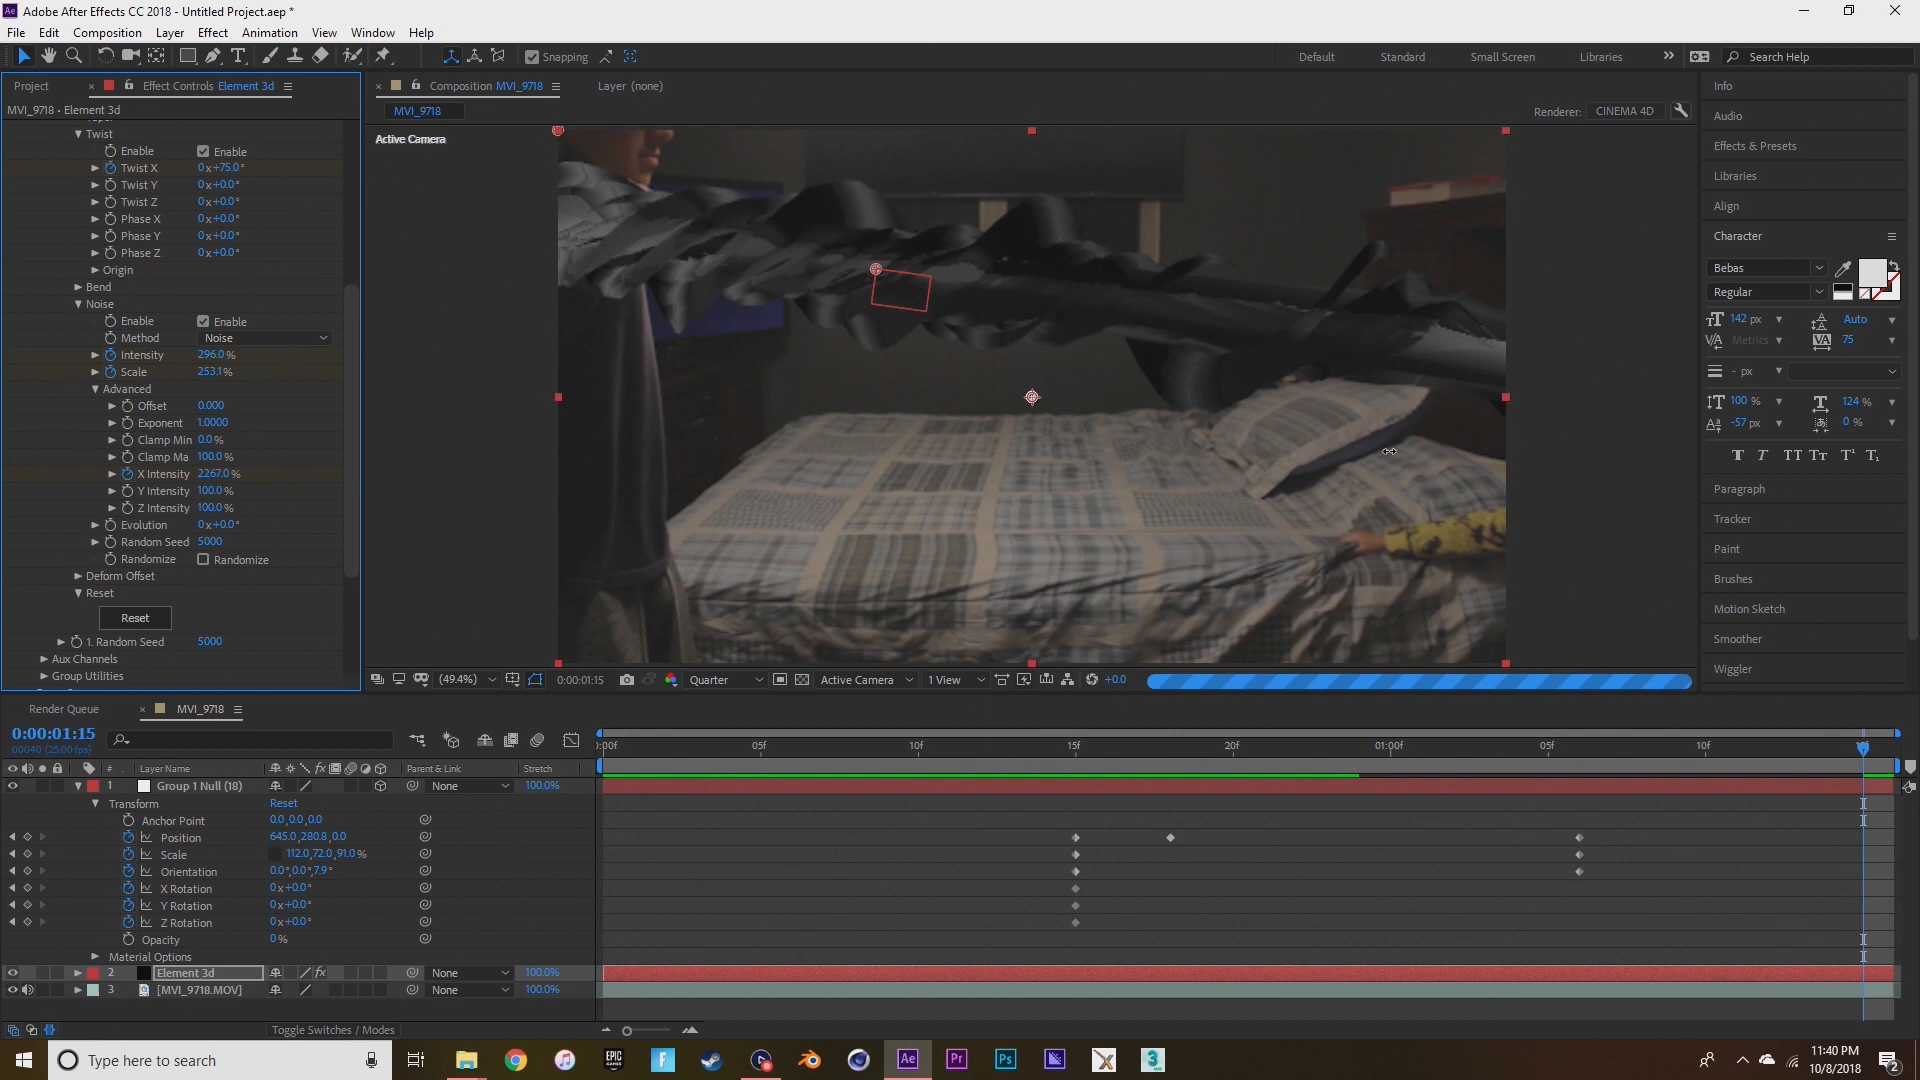 Adobe After Effects CC 2018 - Untitled Project.aep *
File Edit Composition Layer Effect Animation View Window Help
Snapping
Default Standard Small Screen Libraries Search Help
Project Effect Controls Element 3d
MVI_9718 • Element 3d
Twist
Enable Enable
Twist X 0x+75.0°
Twist Y 0x+0.0°
Twist Z 0x+0.0°
Phase X 0x+0.0°
Phase Y 0x+0.0°
Phase Z 0x+0.0°
Origin
Bend
Noise
Enable Enable
Method Noise
Intensity 296.0%
Scale 253.1%
Advanced
Offset 0.000
Exponent 1.0000
Clamp Min 0.0%
Clamp Ma 100.0%
X Intensity 2267.0%
Y Intensity 100.0%
Z Intensity 100.0%
Evolution 0x+0.0°
Random Seed 5000
Randomize Randomize
Deform Offset
Reset
Reset
1. Random Seed 5000
Aux Channels
Group Utilities
Composition MVI_9718 Layer (none)
MVI_9718
Renderer: CINEMA 4D
Active Camera
(49.4%) 0:00:01:15 Quarter Active Camera 1 View +0.0
Info
Audio
Effects & Presets
Libraries
Align
Character
Bebas
Regular
142 px Auto
Metrics 75
- px
100 % 124 %
-57 px 0 %
T T TT Tt T¹ T₁
Paragraph
Tracker
Paint
Brushes
Motion Sketch
Smoother
Wiggler
Render Queue MVI_9718
0:00:01:15
00040 (25.00 fps)
:00f 05f 10f 15f 20f 01:00f 05f 10f
# Layer Name Parent & Link Stretch
1 Group 1 Null (18) None 100.0%
Transform Reset
Anchor Point 0.0,0.0,0.0
Position 645.0,280.8,0.0
Scale 112.0,72.0,91.0%
Orientation 0.0°,0.0°,7.9°
X Rotation 0x+0.0°
Y Rotation 0x+0.0°
Z Rotation 0x+0.0°
Opacity 0%
Material Options
2 Element 3d None 100.0%
3 [MVI_9718.MOV] None 100.0%
Toggle Switches / Modes
Type here to search
EPIC GAMES
Ae Pr Ps
11:40 PM
10/8/2018
2